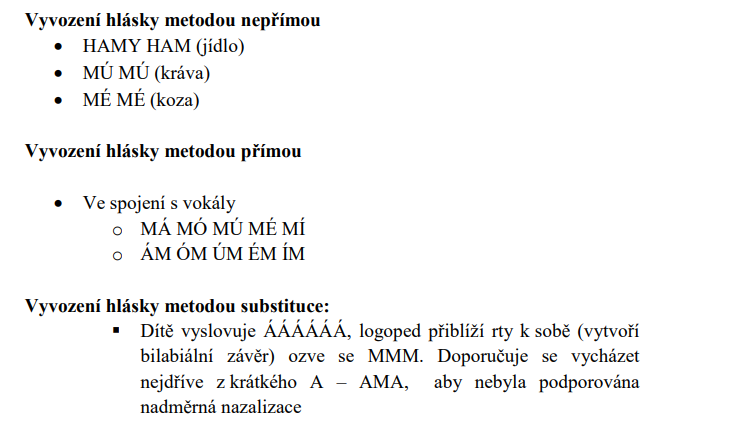 Vyvození hlásky metodou nepřímou
• HAMY HAM (jídlo)
• MÚ MÚ (kráva)
• MÉ MÉ (koza)
Vyvození hlásky metodou přímou
• Ve spojení s vokály
o MÁ MÓ MÚ MÉ MÍ
o ÁM ÓM ÚM ÉM ÍM
Vyvození hlásky metodou substituce:
▪ Dítě vyslovuje ÁÁÁÁÁÁ, logoped přiblíží rty k sobě (vytvoří
bilabiální závěr) ozve se MMM. Doporučuje se vycházet
nejdříve z krátkého A – AMA, aby nebyla podporována
nadměrná nazalizace